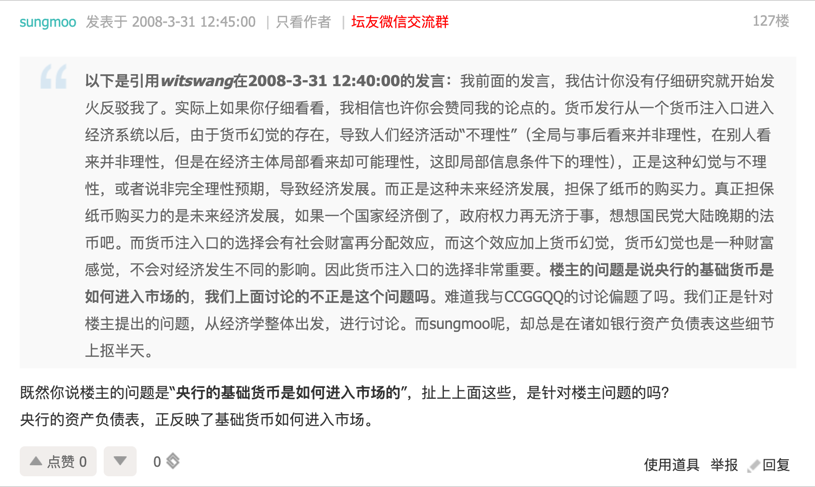 sungmoo 发表于 2008-3-31 12:45:00 | 只看作者 | 坛友微信交流群 127楼
以下是引用witswang在2008-3-31 12:40:00的发言：我前面的发言，我估计你没有仔细研究就开始发
火反驳我了。实际上如果你仔细看看，我相信也许你会赞同我的论点的。货币发行从一个货币注入口进入
经济系统以后，由于货币幻觉的存在，导致人们经济活动“不理性”（全局与事后看来并非理性，在别人看
来并非理性，但是在经济主体局部看来却可能理性，这即局部信息条件下的理性），正是这种幻觉与不理
性，或者说非完全理性预期，导致经济发展。而正是这种未来经济发展，担保了纸币的购买力。真正担保
纸币购买力的是未来经济发展，如果一个国家经济倒了，政府权力再无济于事，想想国民党大陆晚期的法
币吧。而货币注入口的选择会有社会财富再分配效应，而这个效应加上货币幻觉，货币幻觉也是一种财富
感觉，不会对经济发生不同的影响。因此货币注入口的选择非常重要。楼主的问题是说央行的基础货币是
如何进入市场的，我们上面讨论的不正是这个问题吗。难道我与CCGGQQ的讨论偏题了吗。我们正是针对
楼主提出的问题，从经济学整体出发，进行讨论。而sungmoo呢，却总是在诸如银行资产负债表这些细节
上抠半天。
既然你说楼主的问题是“央行的基础货币是如何进入市场的”，扯上上面这些，是针对楼主问题的吗？
央行的资产负债表，正反映了基础货币如何进入市场。
点赞 0 0 使用道具 举报 回复